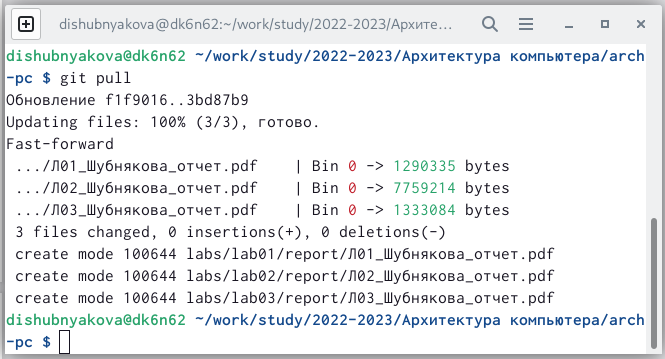 dishubnyakova@dk6n62:~/work/study/2022-2023/Архите…
dishubnyakova@dk6n62 ~/work/study/2022-2023/Архитектура компьютера/arch
-pc $ git pull
Обновление f1f9016..3bd87b9
Updating files: 100% (3/3), готово.
Fast-forward
.../Л01_Шубнякова_отчет.pdf | Bin 0 -> 1290335 bytes
.../Л02_Шубнякова_отчет.pdf | Bin 0 -> 7759214 bytes
.../Л03_Шубнякова_отчет.pdf | Bin 0 -> 1333084 bytes
3 files changed, 0 insertions(+), 0 deletions(-)
create mode 100644 labs/lab01/report/Л01_Шубнякова_отчет.pdf
create mode 100644 labs/lab02/report/Л02_Шубнякова_отчет.pdf
create mode 100644 labs/lab03/report/Л03_Шубнякова_отчет.pdf
dishubnyakova@dk6n62 ~/work/study/2022-2023/Архитектура компьютера/arch
-pc $